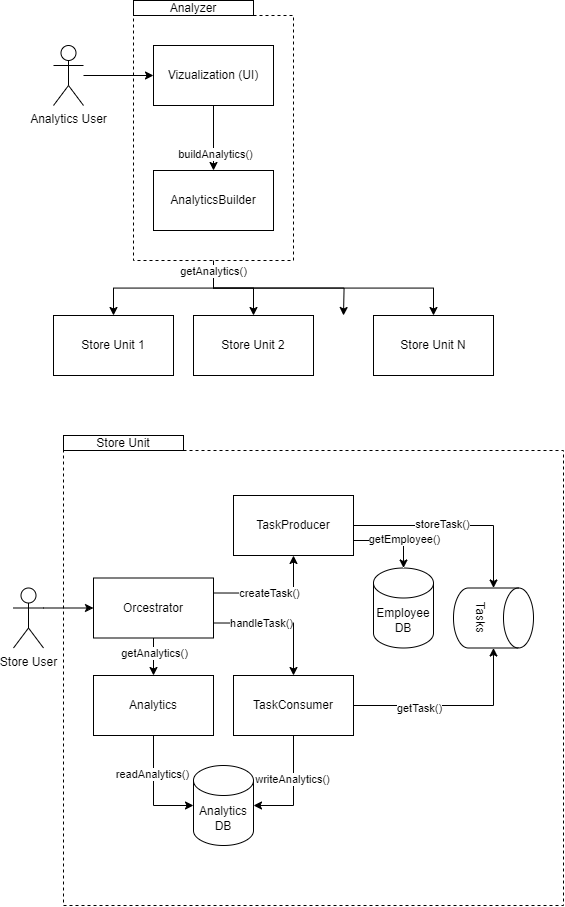 Analyzer
Vizualization (UI)
Analytics User
buildAnalytics()
AnalyticsBuilder
getAnalytics()
Store Unit 1
Store Unit 2
Store Unit N
Store Unit
TaskProducer
storeTask()
getEmployee()
createTask()
Orcestrator
Employee
DB
Tasks
handleTask()
Store User
getAnalytics()
Analytics
TaskConsumer
getTask()
readAnalytics()
writeAnalytics()
Analytics
DB